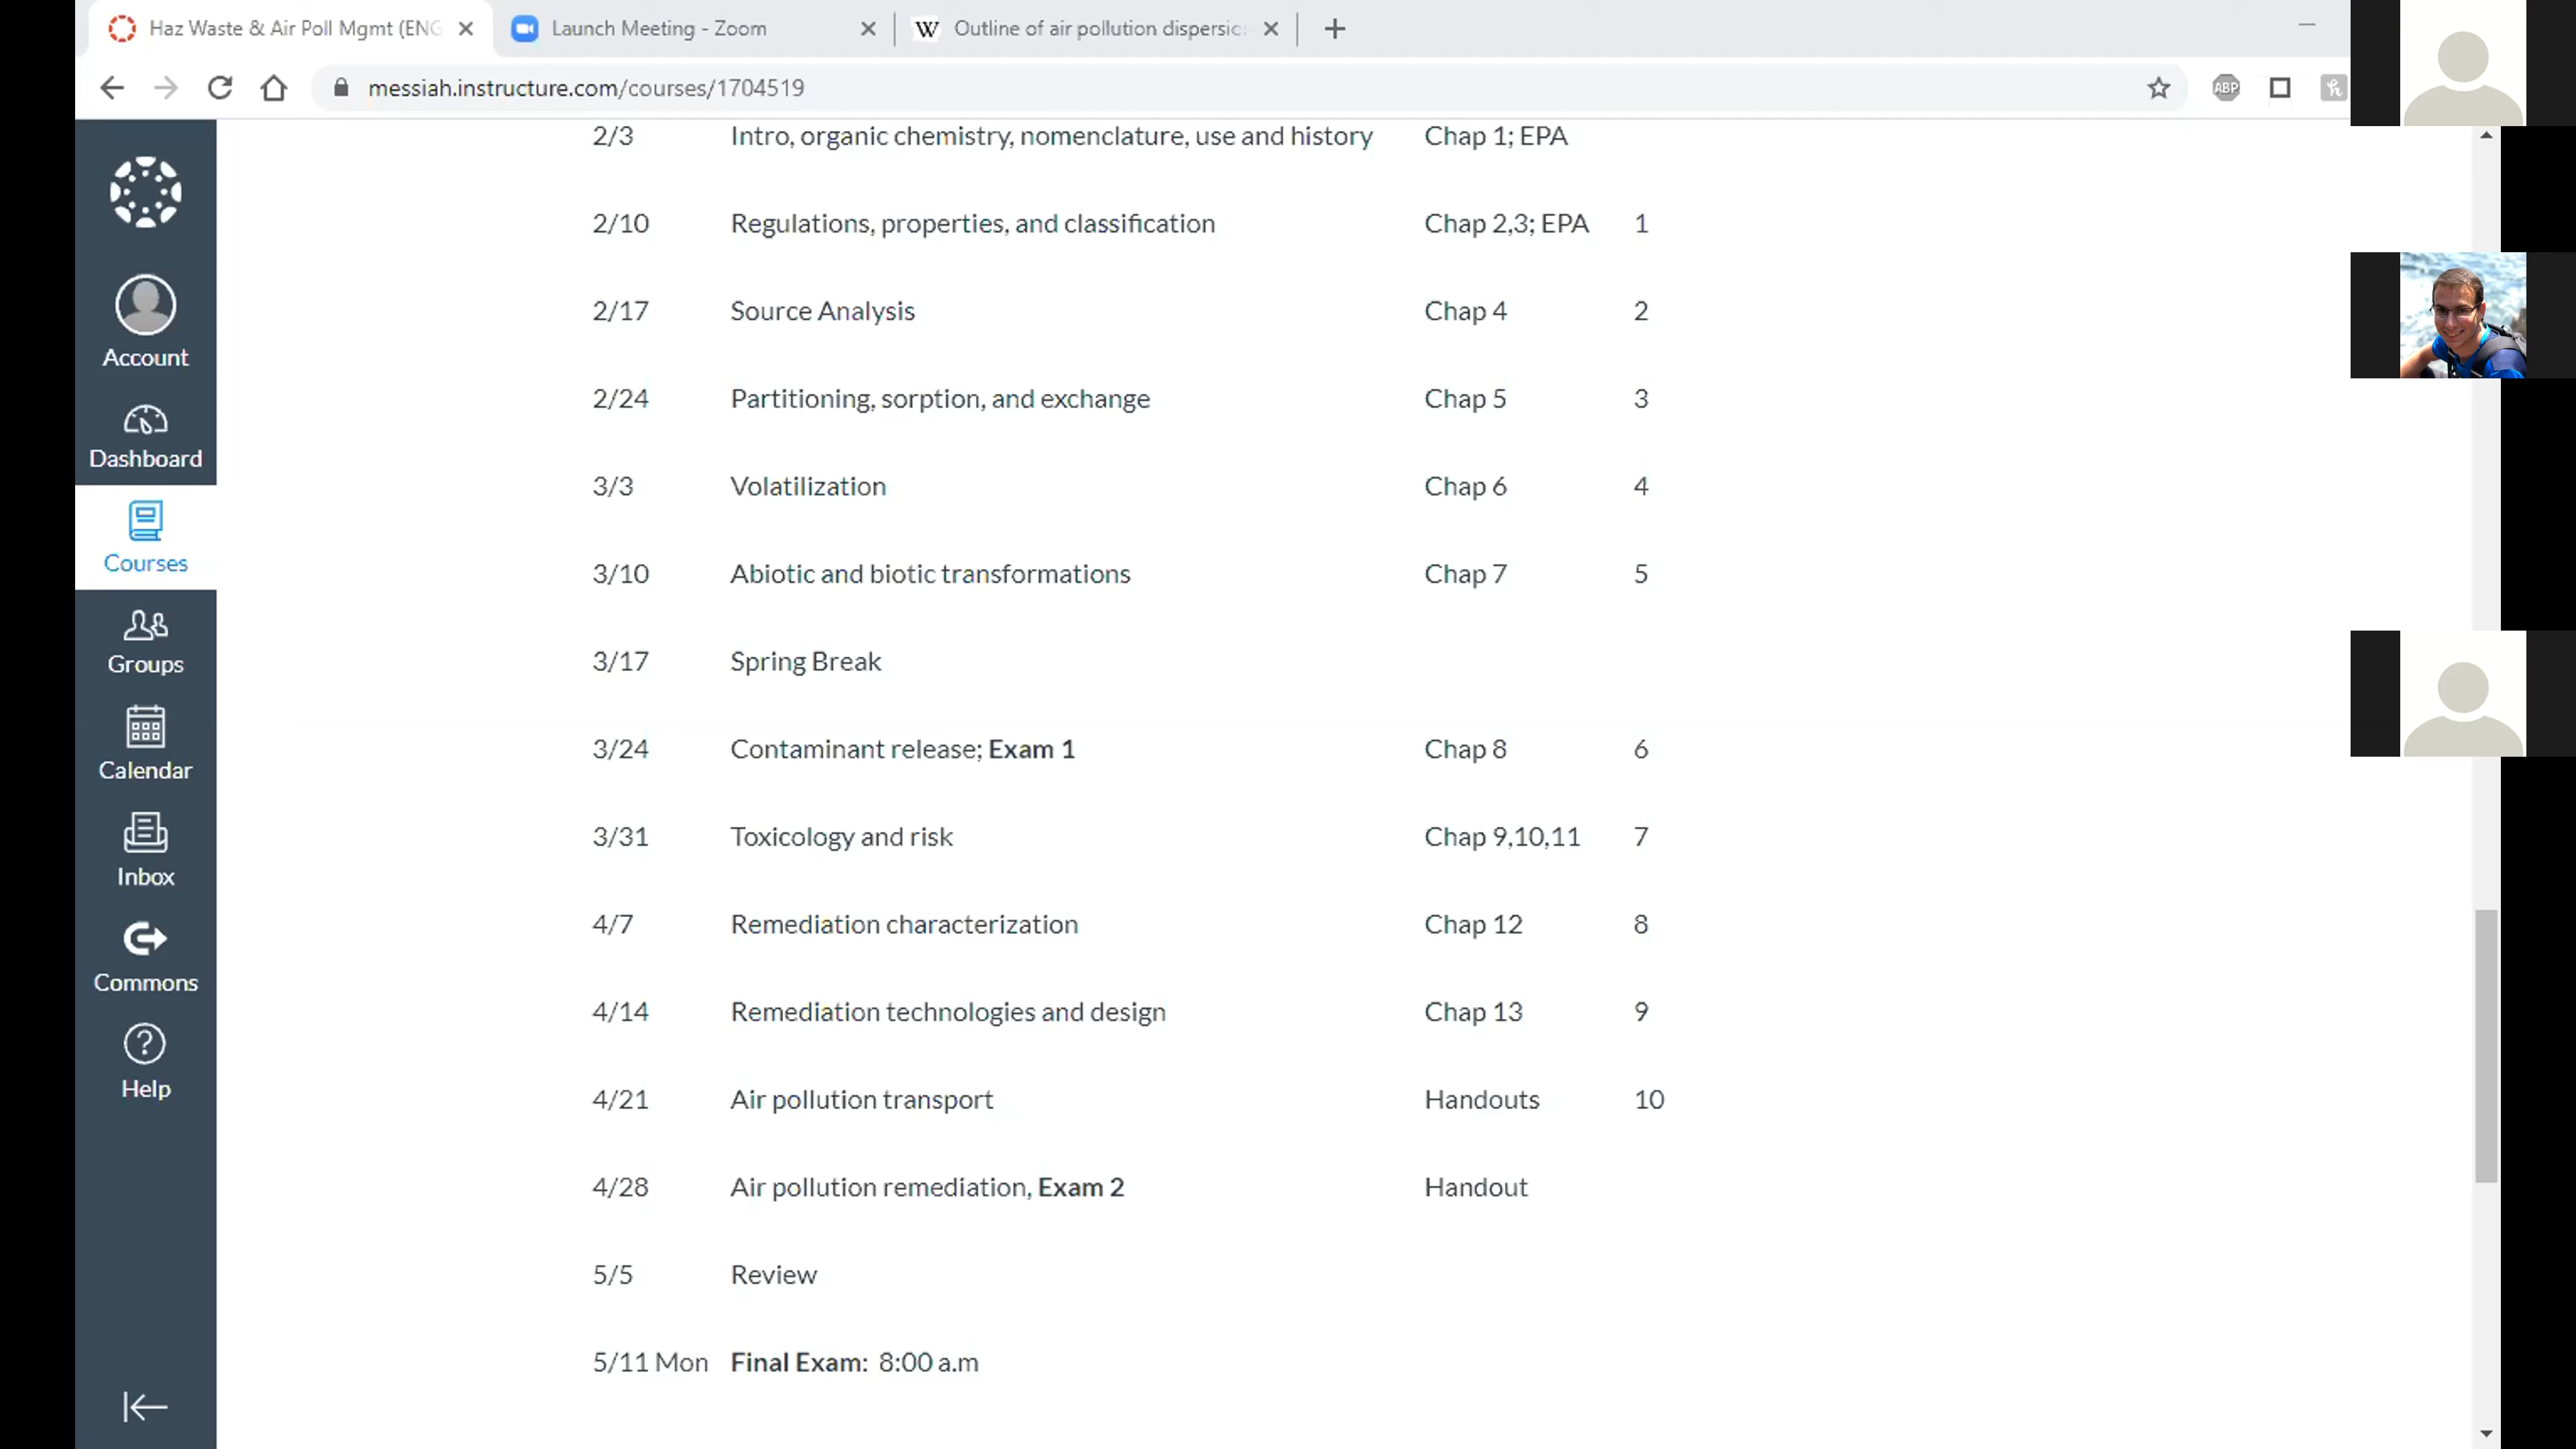 Haz Waste & Air Poll Mgmt (ENG
Launch Meeting - Zoom
W Outline of air pollution dispersio
messiah.instructure.com/courses/1704519
ABP
h
2/3 Intro, organic chemistry, nomenclature, use and history Chap 1; EPA
2/10 Regulations, properties, and classification Chap 2,3; EPA 1
2/17 Source Analysis Chap 4 2
2/24 Partitioning, sorption, and exchange Chap 5 3
3/3 Volatilization Chap 6 4
3/10 Abiotic and biotic transformations Chap 7 5
3/17 Spring Break
3/24 Contaminant release; Exam 1 Chap 8 6
3/31 Toxicology and risk Chap 9,10,11 7
4/7 Remediation characterization Chap 12 8
4/14 Remediation technologies and design Chap 13 9
4/21 Air pollution transport Handouts 10
4/28 Air pollution remediation, Exam 2 Handout
5/5 Review
5/11 Mon Final Exam: 8:00 a.m
Account
Dashboard
Courses
Groups
Calendar
Inbox
Commons
Help